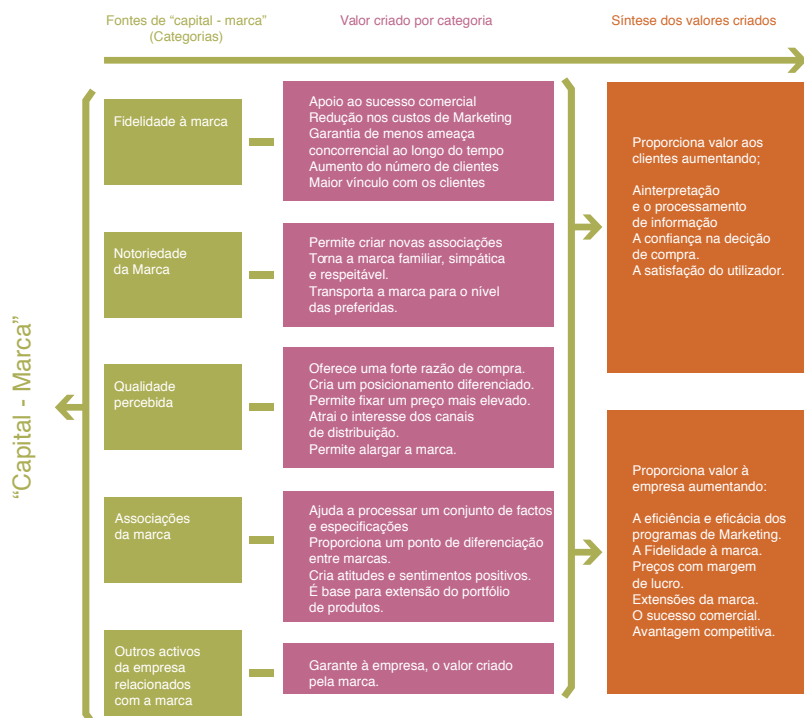 Fontes de “capital - marca”
(Categorias)
Valor criado por categoria
Síntese dos valores criados
“Capital - Marca”
Fidelidade à marca
Apoio ao sucesso comercial
Redução nos custos de Marketing
Garantia de menos ameaça
concorrencial ao longo do tempo
Aumento do número de clientes
Maior vínculo com os clientes
Notoriedade
da Marca
Permite criar novas associações
Torna a marca familiar, simpática
e respeitável.
Transporta a marca para o nível
das preferidas.
Qualidade
percebida
Oferece uma forte razão de compra.
Cria um posicionamento diferenciado.
Permite fixar um preço mais elevado.
Atrai o interesse dos canais
de distribuição.
Permite alargar a marca.
Associações
da marca
Ajuda a processar um conjunto de factos
e especificações
Proporciona um ponto de diferenciação
entre marcas.
Cria atitudes e sentimentos positivos.
É base para extensão do portfólio
de produtos.
Outros activos
da empresa
relacionados
com a marca
Garante à empresa, o valor criado
pela marca.
Proporciona valor aos
clientes aumentando;
Ainterpretação
e o processamento
de informação
A confiança na decição
de compra.
A satisfação do utilizador.
Proporciona valor à
empresa aumentando:
A eficiência e eficácia dos
programas de Marketing.
A Fidelidade à marca.
Preços com margem
de lucro.
Extensões da marca.
O sucesso comercial.
Avantagem competitiva.